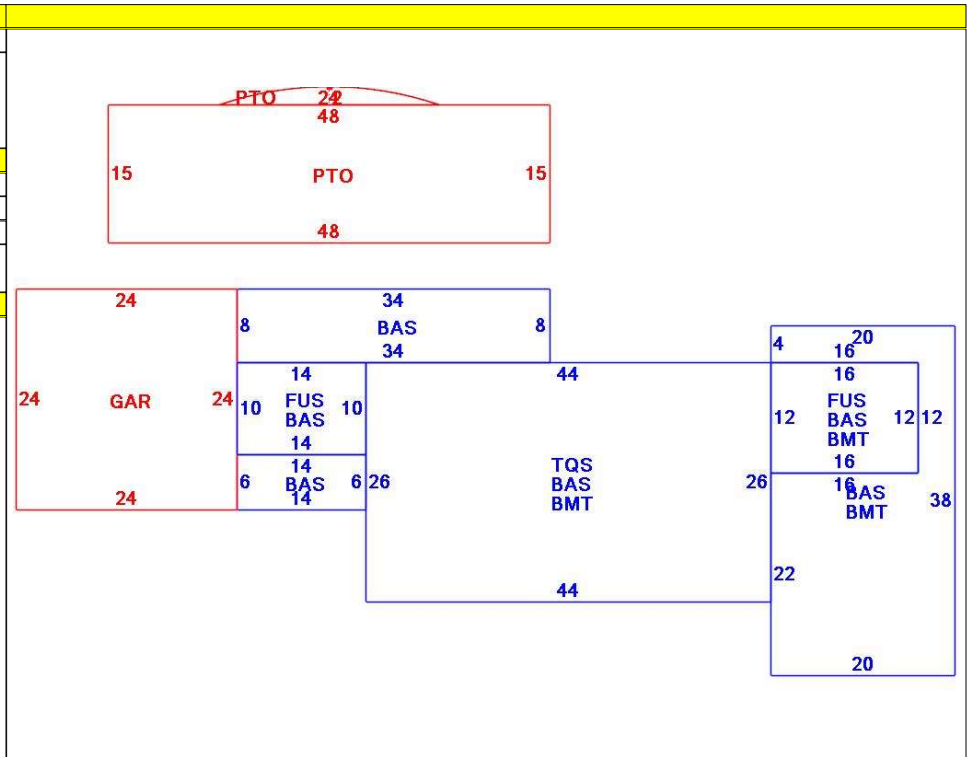 PTO 24 2
48
15 PTO 15
48
24 34
8 BAS 8
34
20
4 16
14 44 16
24 GAR 24
10 FUS 10
BAS
14
12 FUS 12 12
BAS
BMT
16
14
6 BAS 6
14
26 TQS 26
BAS
BMT
16
BAS
BMT
38
24
22
44
20